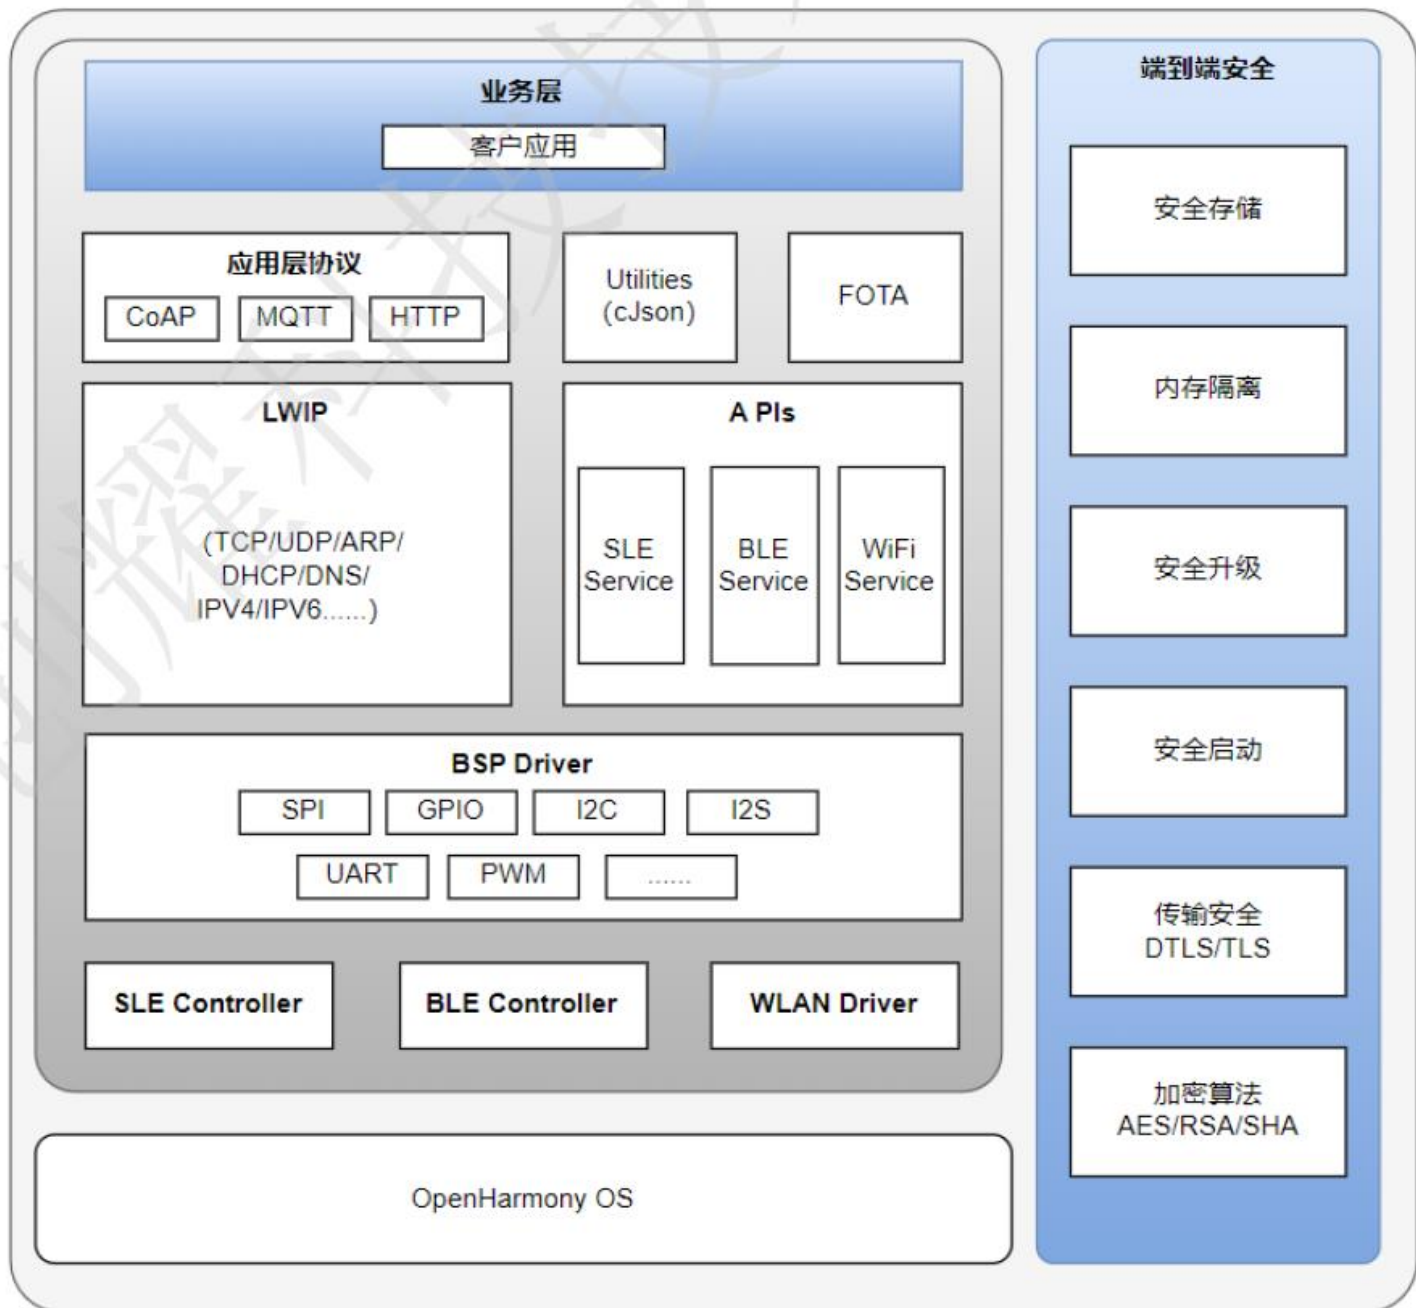 业务层
客户应用
应用层协议
CoAP
MQTT
HTTP
Utilities
(cJson)
FOTA
LWIP
(TCP/UDP/ARP/
DHCP/DNS/
IPV4/IPV6......)
A PIs
SLE
Service
BLE
Service
WiFi
Service
BSP Driver
SPI
GPIO
I2C
I2S
UART
PWM
......
SLE Controller
BLE Controller
WLAN Driver
OpenHarmony OS
端到端安全
安全存储
内存隔离
安全升级
安全启动
传输安全
DTLS/TLS
加密算法
AES/RSA/SHA
创耀科技